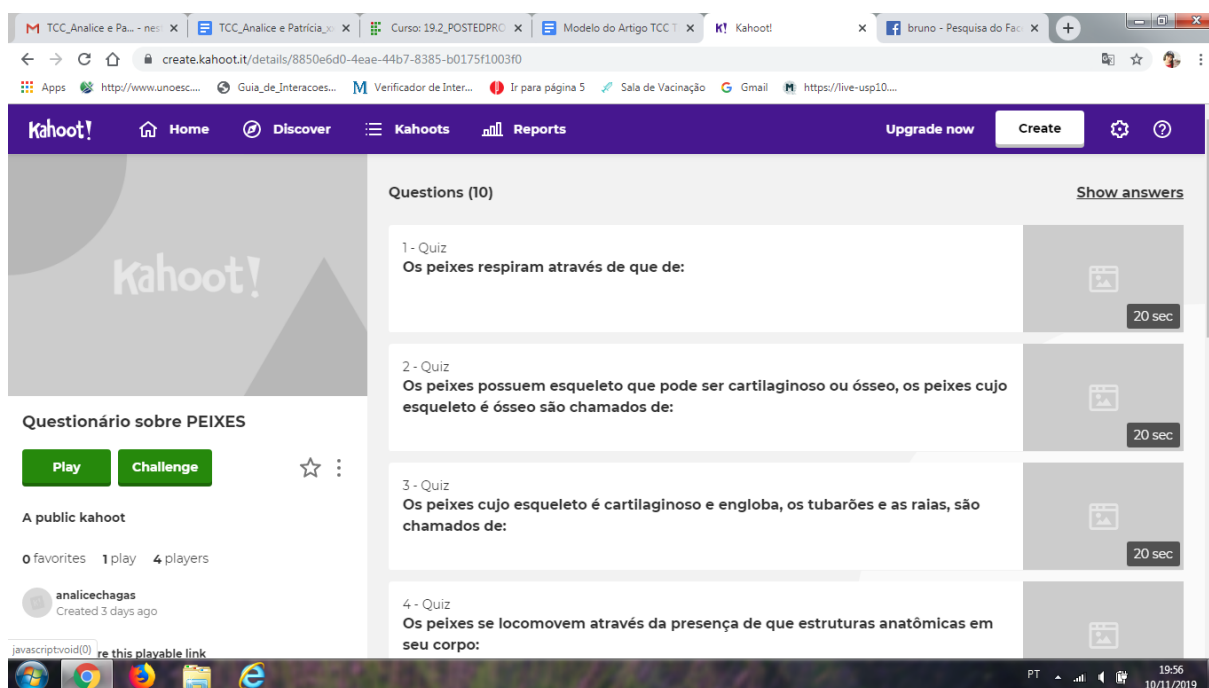 TCC_Analice e Pa... - nes
TCC_Analice e Patrícia_x
Curso: 19.2_POSTEDPRO
Modelo do Artigo TCC T
K! Kahoot!
bruno - Pesquisa do Fac
create.kahoot.it/details/8850e6d0-4eae-44b7-8385-b0175f1003f0
Apps
http://www.unoesc....
Guia_de_Interacoes...
Verificador de Inter...
Ir para página 5
Sala de Vacinação
Gmail
https://live-usp10....
Kahoot!
Home
Discover
Kahoots
Reports
Upgrade now
Create
Kahoot!
Questionário sobre PEIXES
Play
Challenge
A public kahoot
0 favorites 1 play 4 players
analicechagas
Created 3 days ago
javascript:void(0)
re this playable link
Questions (10)
Show answers
1 - Quiz
Os peixes respiram através de que de:
20 sec
2 - Quiz
Os peixes possuem esqueleto que pode ser cartilaginoso ou ósseo, os peixes cujo
esqueleto é ósseo são chamados de:
20 sec
3 - Quiz
Os peixes cujo esqueleto é cartilaginoso e engloba, os tubarões e as raias, são
chamados de:
20 sec
4 - Quiz
Os peixes se locomovem através da presença de que estruturas anatômicas em
seu corpo:
PT
19:56
10/11/2019